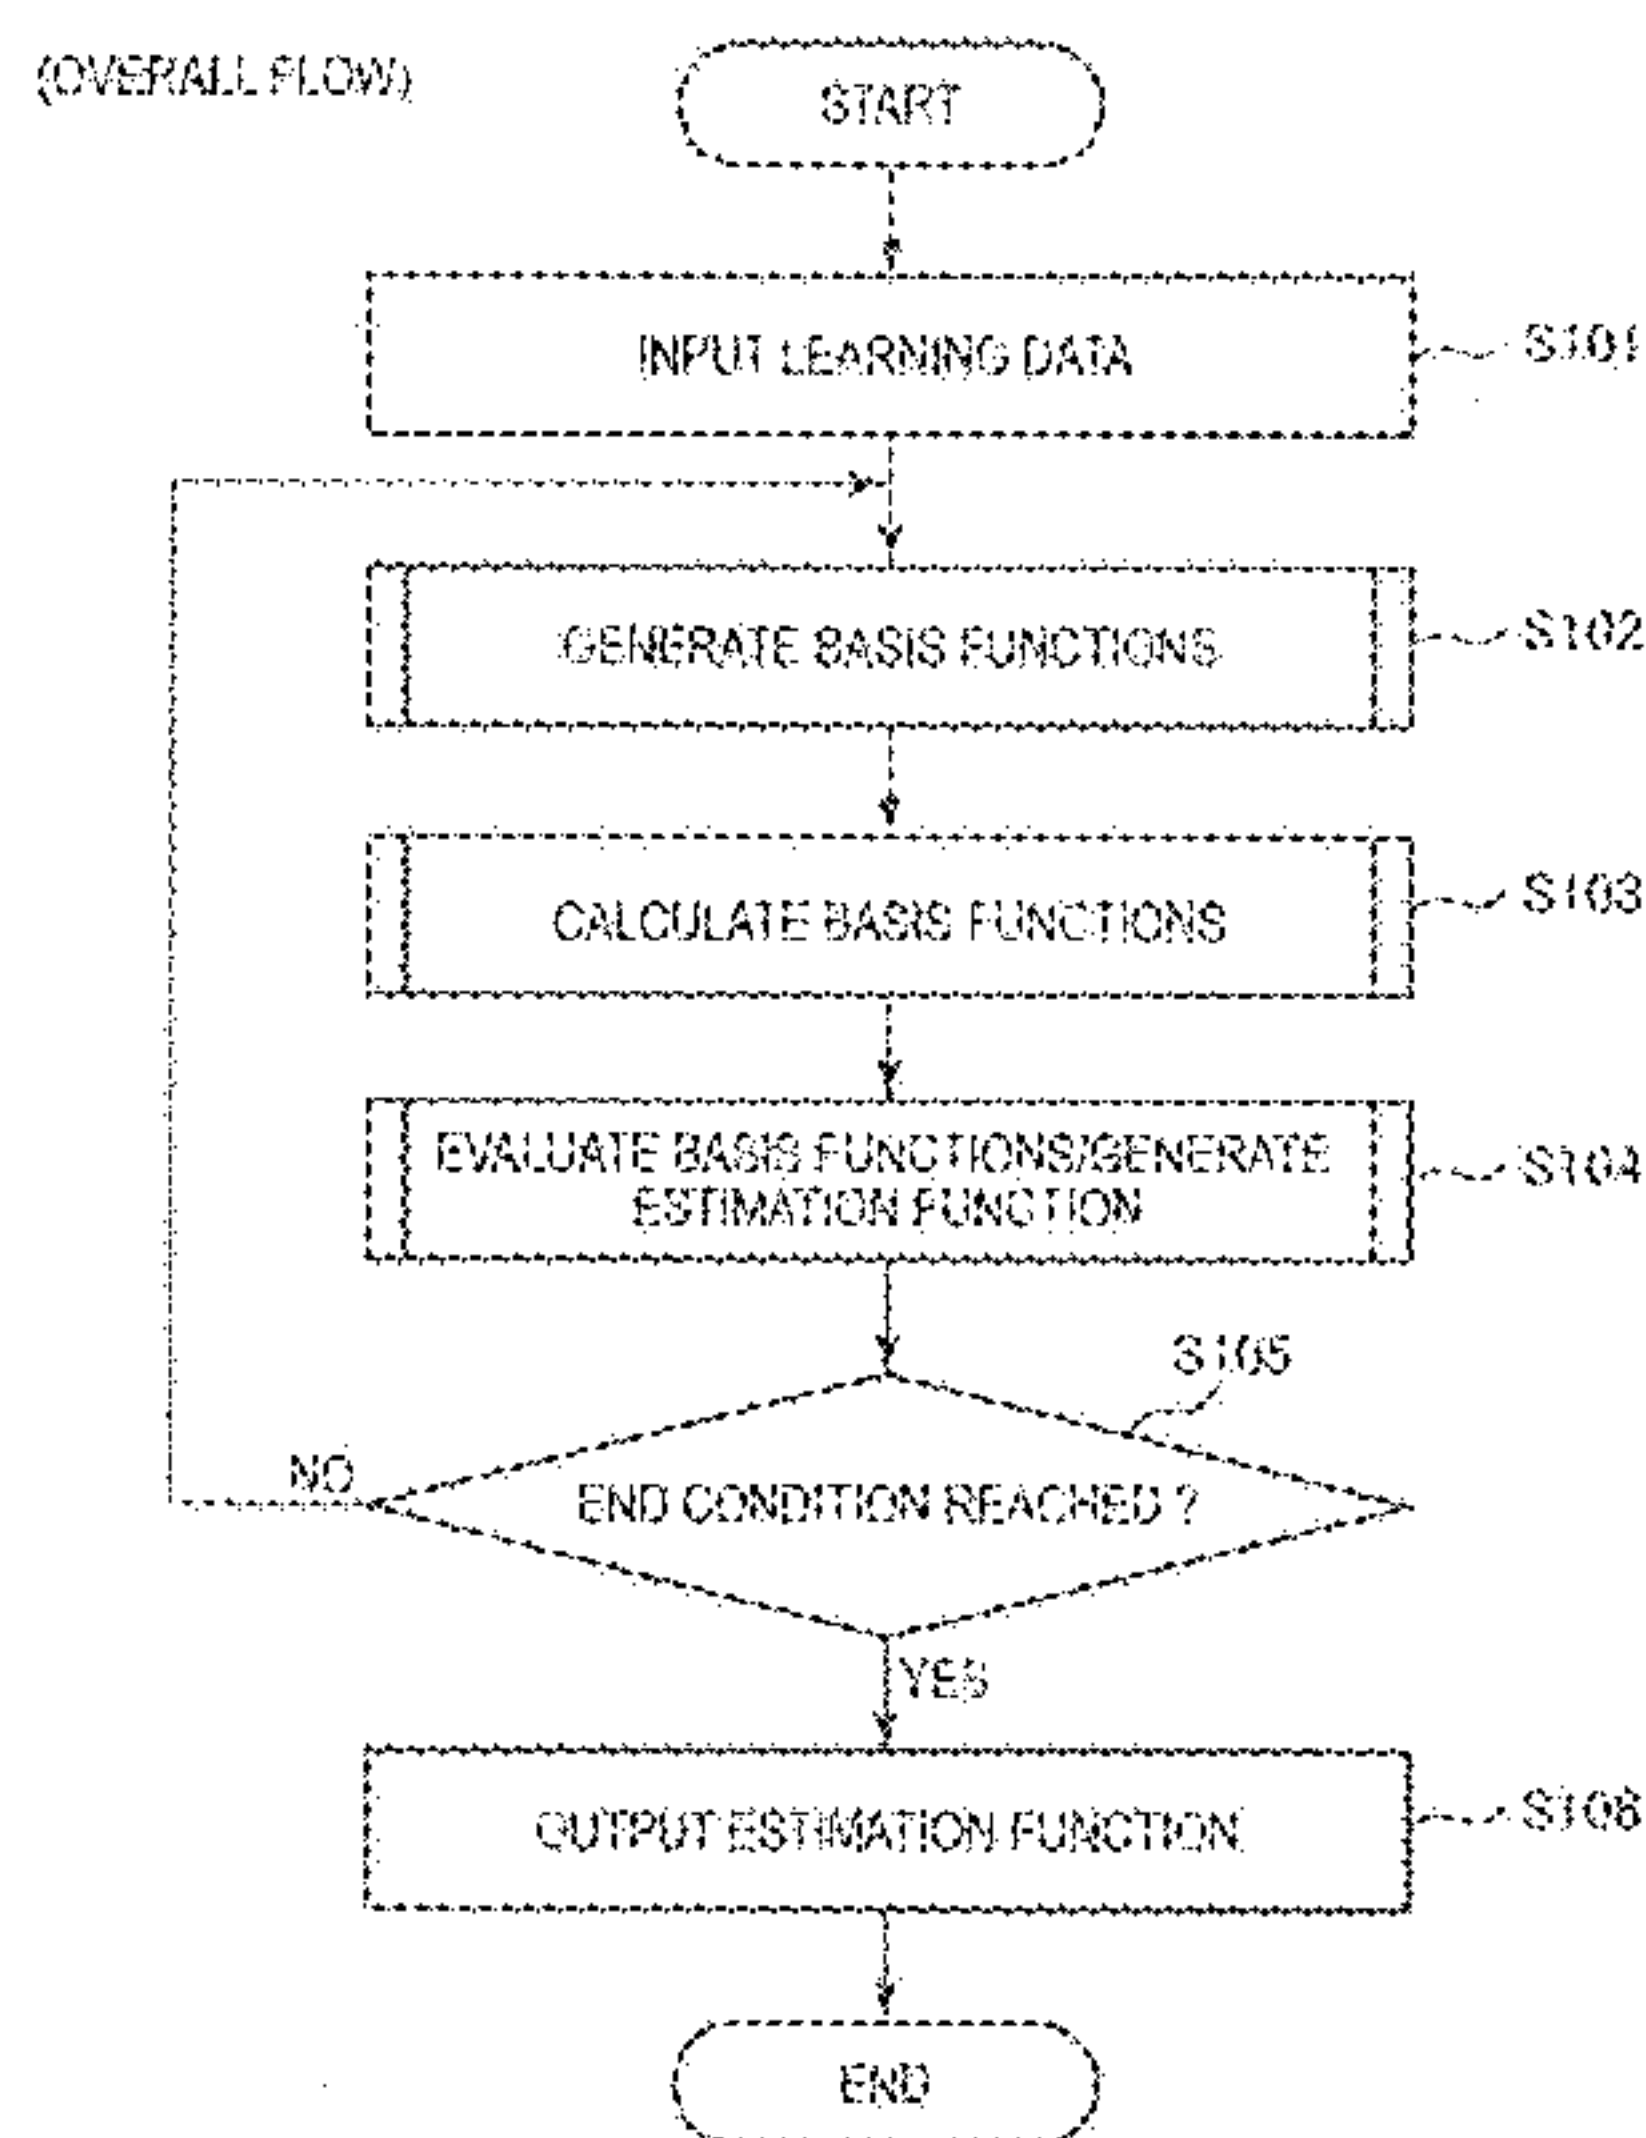 (OVERALL FLOW)
START
INPUT LEARNING DATA
S101
GENERATE BASIS FUNCTIONS
S102
CALCULATE BASIS FUNCTIONS
S103
EVALUATE BASIS FUNCTIONS/GENERATE
ESTIMATION FUNCTION
S104
S105
NO
END CONDITION REACHED ?
YES
OUTPUT ESTIMATION FUNCTION
S106
END